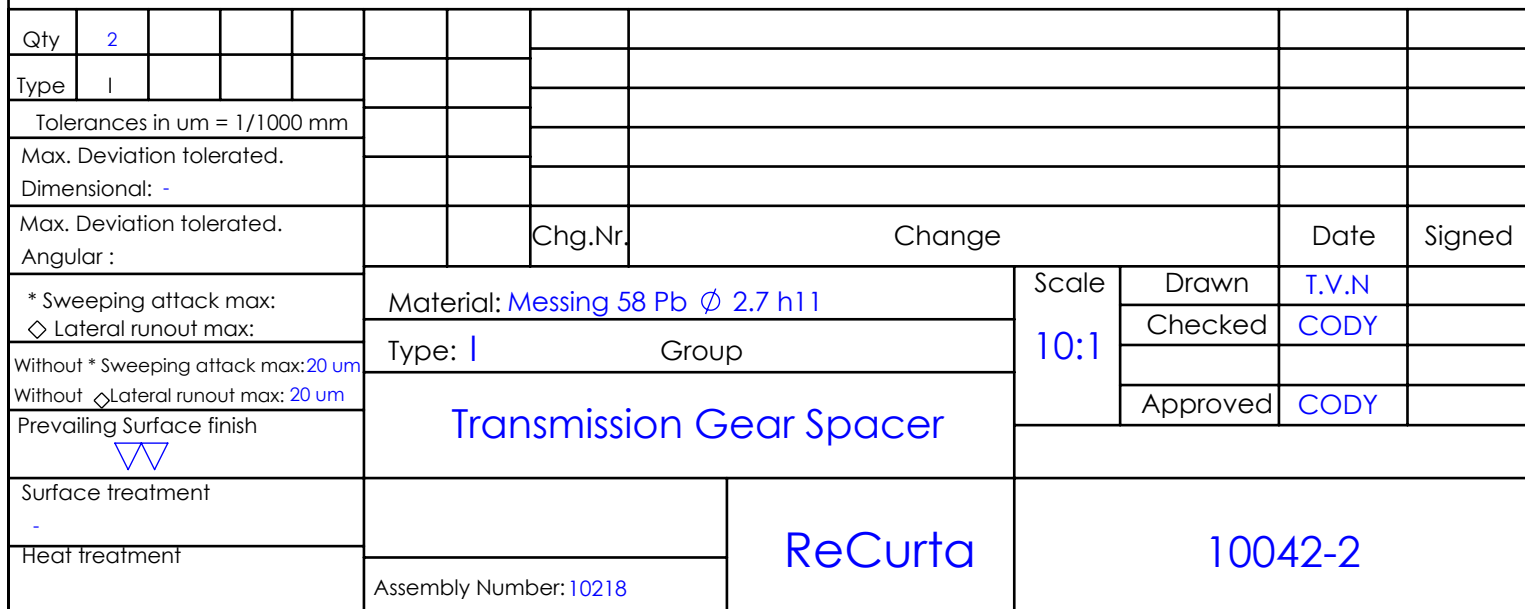 Qty 2
Type I
Tolerances in um = 1/1000 mm
Max. Deviation tolerated.
Dimensional: -
Max. Deviation tolerated.
Angular :
* Sweeping attack max:
◇ Lateral runout max:
Without * Sweeping attack max: 20 um
Without ◇ Lateral runout max: 20 um
Prevailing Surface finish
Surface treatment
-
Heat treatment
Chg.Nr. Change Date Signed
Material: Messing 58 Pb ∅ 2.7 h11
Type: I Group
Transmission Gear Spacer
Assembly Number: 10218
ReCurta
Scale
10:1
Drawn T.V.N
Checked CODY
Approved CODY
10042-2